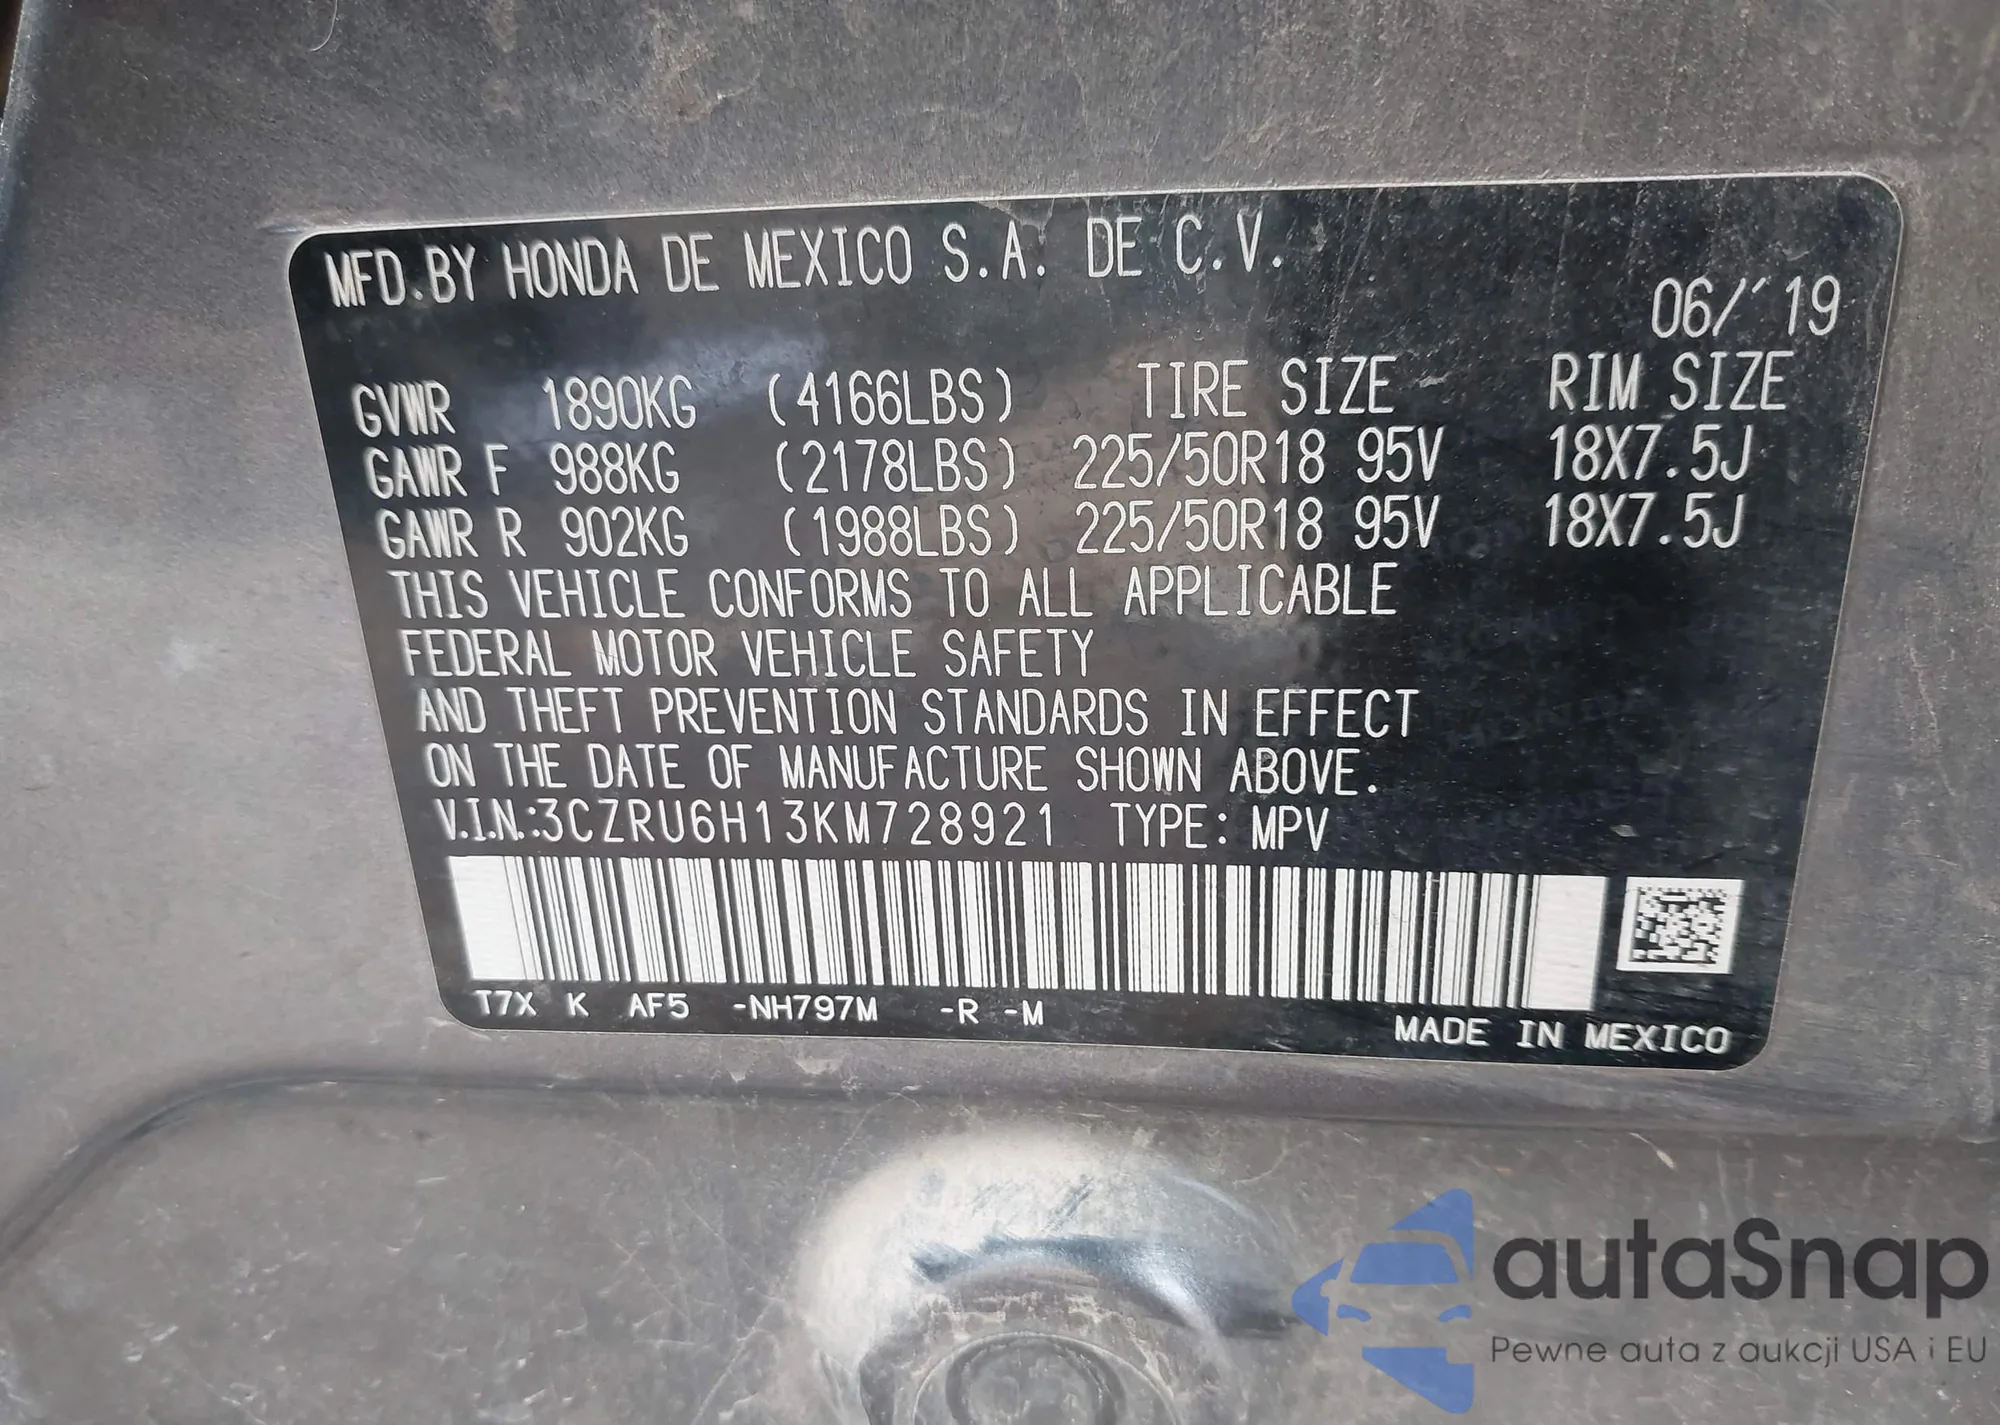 MFD.BY HONDA DE MEXICO S.A. DE C.V.
06/'19
GVWR 1890KG (4166LBS) TIRE SIZE RIM SIZE
GAWR F 988KG (2178LBS) 225/50R18 95V 18X7.5J
GAWR R 902KG (1988LBS) 225/50R18 95V 18X7.5J
THIS VEHICLE CONFORMS TO ALL APPLICABLE
FEDERAL MOTOR VEHICLE SAFETY
AND THEFT PREVENTION STANDARDS IN EFFECT
ON THE DATE OF MANUFACTURE SHOWN ABOVE.
V.I.N.:3CZRU6H13KM728921 TYPE: MPV
T7X K AF5 -NH797M -R -M
MADE IN MEXICO
autaSnap
Pewne auta z aukcji USA i EU